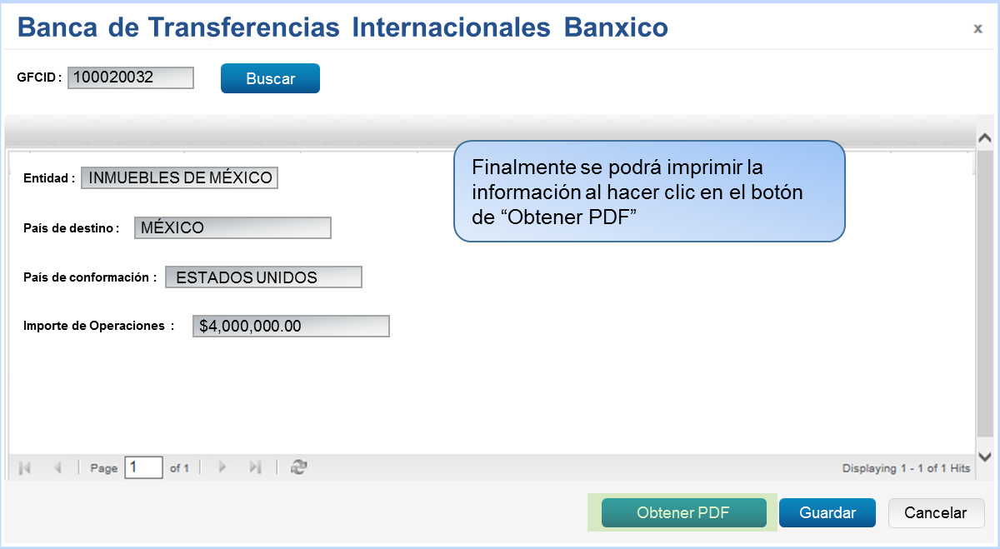 Banca de Transferencias Internacionales Banxico
x
GFCID : 100020032 Buscar
Finalmente se podrá imprimir la
información al hacer clic en el botón
de “Obtener PDF”
Entidad : INMUEBLES DE MÉXICO
País de destino : MÉXICO
País de conformación : ESTADOS UNIDOS
Importe de Operaciones : $4,000,000.00
Page 1 of 1 Displaying 1 - 1 of 1 Hits
Obtener PDF Guardar Cancelar